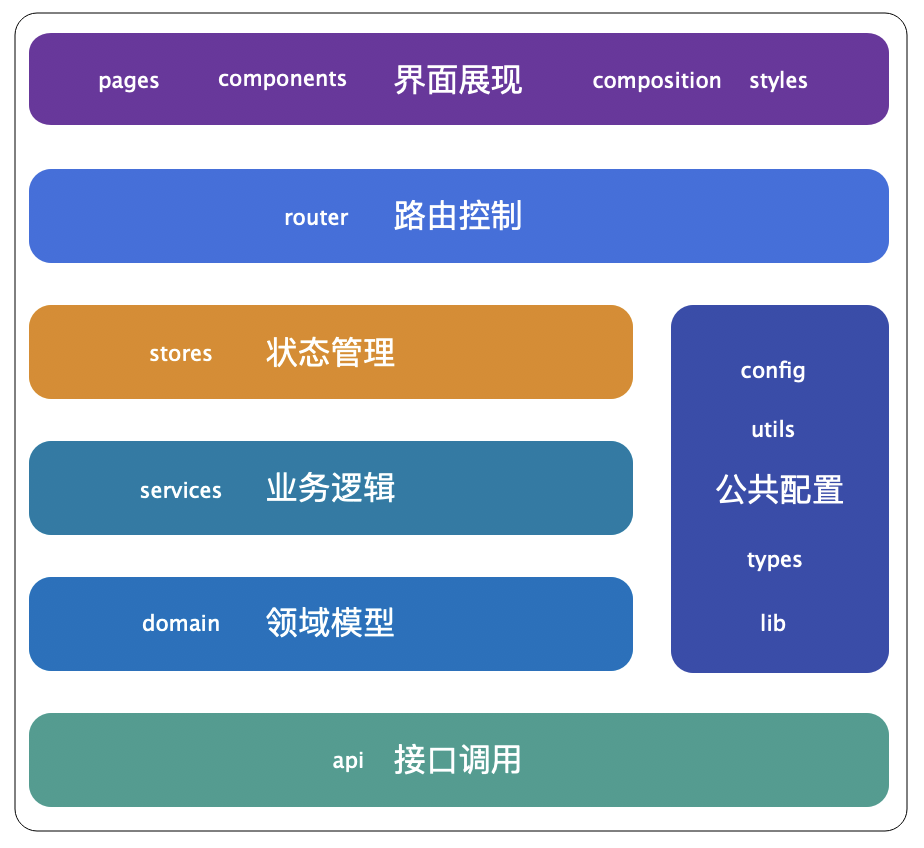 pages components 界面展现 composition styles
router 路由控制
stores 状态管理
services 业务逻辑
domain 领域模型
config
utils
公共配置
types
lib
api 接口调用